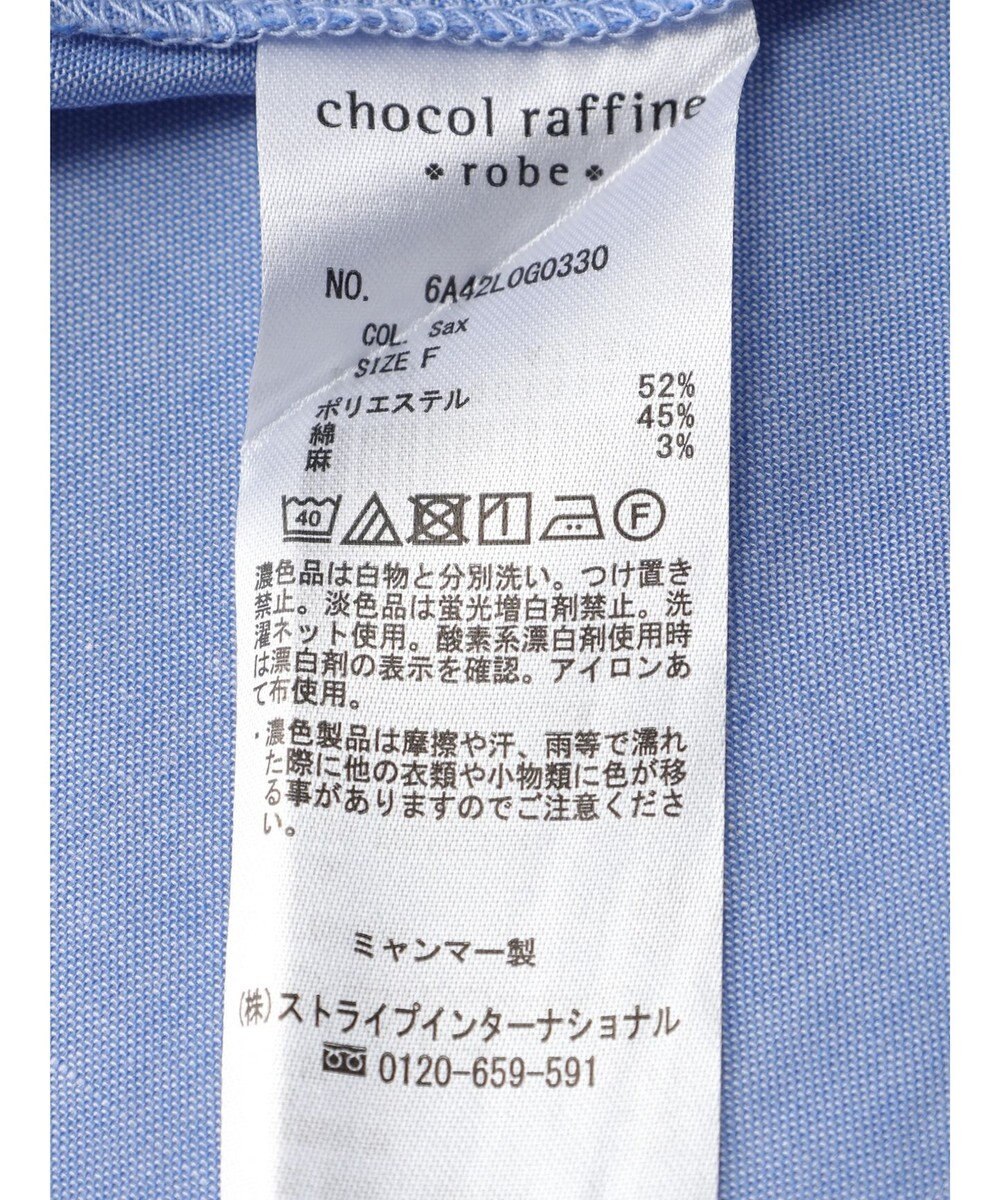 chocol raffine
robe
NO. 6A42L0G0330
COL. Sax
SIZE F
ポリエステル 52%
綿 45%
麻 3%
40 F
濃色品は白物と分別洗い。つけ置き
禁止。淡色品は蛍光増白剤禁止。洗
濯ネット使用。酸素系漂白剤使用時
は漂白剤の表示を確認。アイロンあ
て布使用。
・濃色製品は摩擦や汗、雨等で濡れ
た際に他の衣類や小物類に色が移
る事がありますのでご注意くださ
い。
ミャンマー製
(株)ストライプインターナショナル
0120-659-591